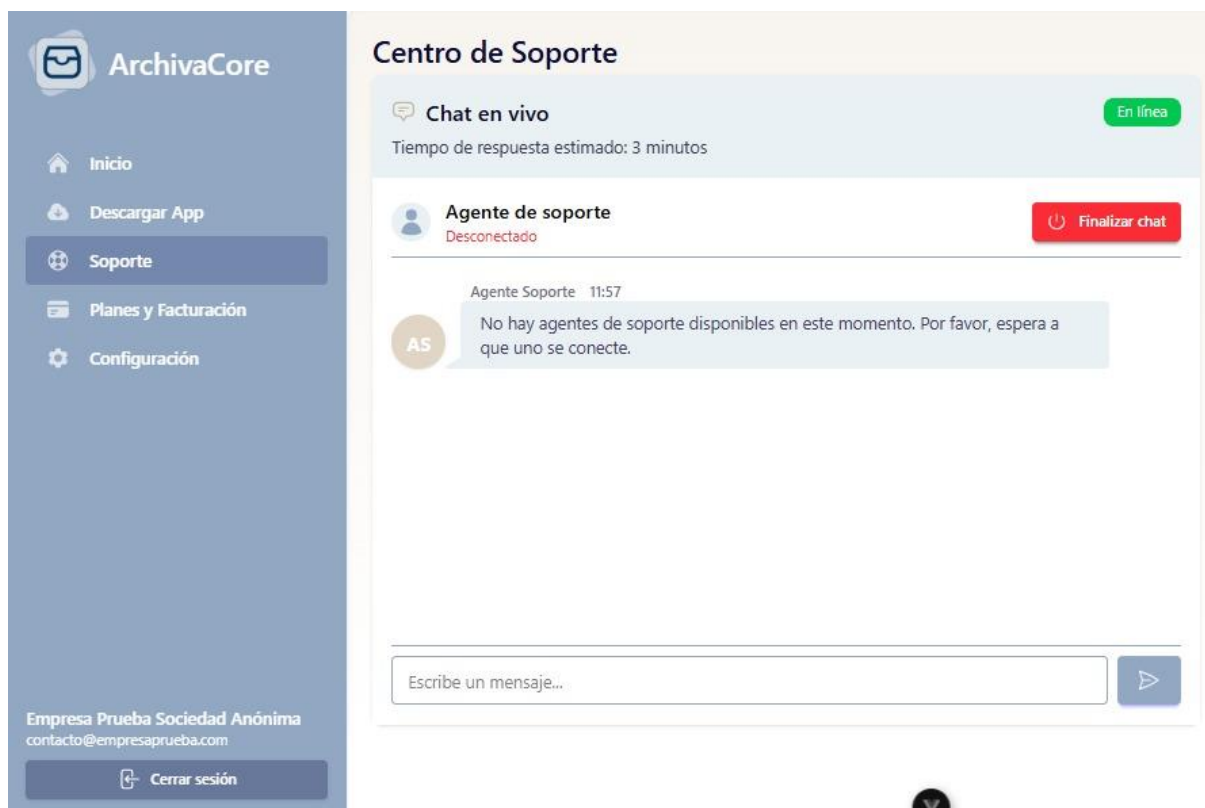 ArchivaCore
Inicio
Descargar App
Soporte
Planes y Facturación
Configuración
Empresa Prueba Sociedad Anónima
contacto@empresaprueba.com
Cerrar sesión
Centro de Soporte
Chat en vivo
En línea
Tiempo de respuesta estimado: 3 minutos
Agente de soporte
Desconectado
Finalizar chat
Agente Soporte 11:57
AS
No hay agentes de soporte disponibles en este momento. Por favor, espera a
que uno se conecte.
Escribe un mensaje...